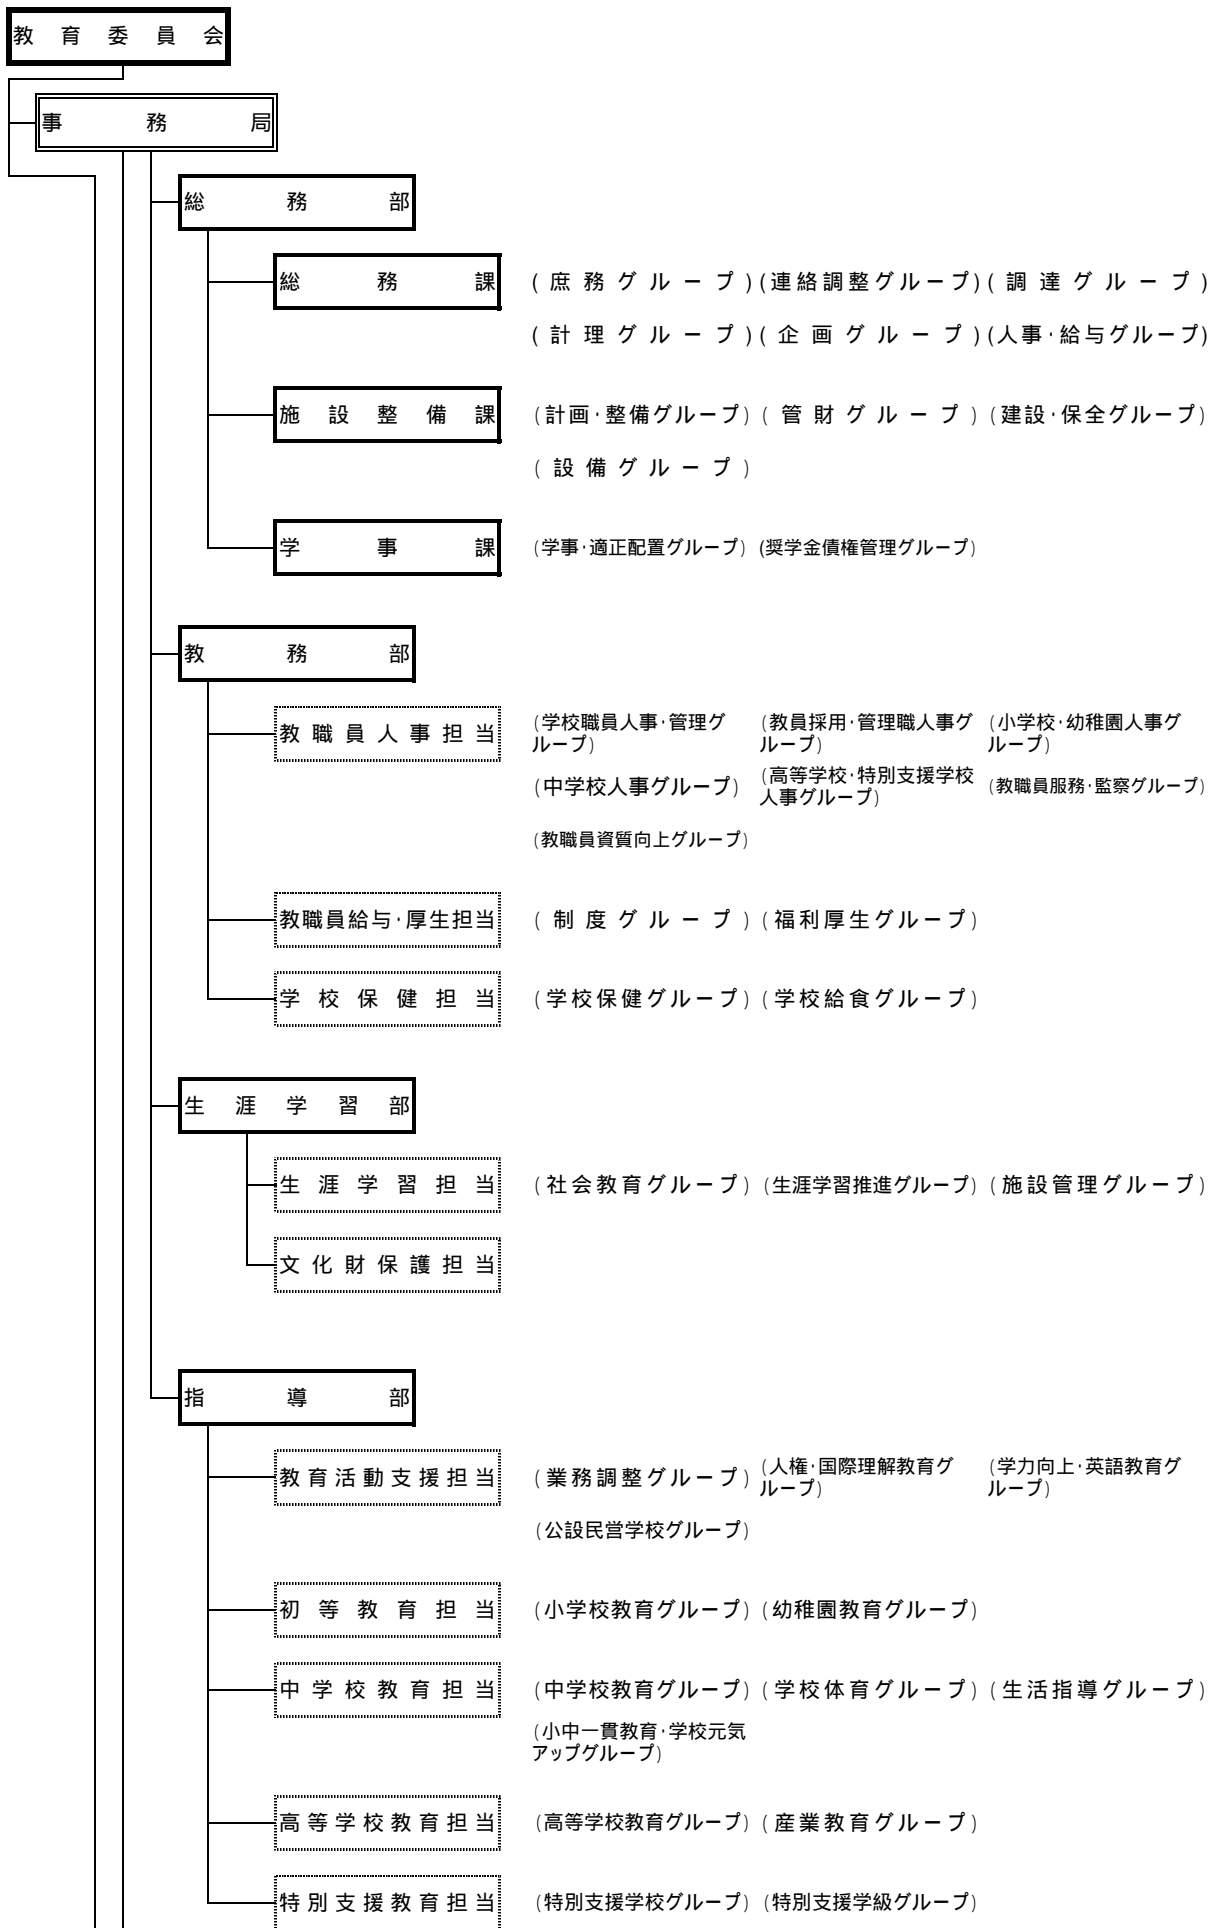 教育委員会
事務局
総務部
総務課 (庶務グループ)(連絡調整グループ)(調達グループ)
(計理グループ)(企画グループ)(人事·給与グループ)
施設整備課 (計画·整備グループ)(管財グループ)(建設·保全グループ)
(設備グループ)
学事課 (学事·適正配置グループ)(奨学金債権管理グループ)
教務部
教職員人事担当
(学校職員人事·管理グ
ループ)
(教員採用·管理職人事グ
ループ)
(小学校·幼稚園人事グ
ループ)
(中学校人事グループ)
(高等学校·特別支援学校
人事グループ)
(教職員服務·監察グループ)
(教職員資質向上グループ)
教職員給与·厚生担当 (制度グループ)(福利厚生グループ)
学校保健担当 (学校保健グループ)(学校給食グループ)
生涯学習部
生涯学習担当 (社会教育グループ)(生涯学習推進グループ)(施設管理グループ)
文化財保護担当
指導部
教育活動支援担当 (業務調整グループ)
(人権·国際理解教育グ
ループ)
(学力向上·英語教育グ
ループ)
(公設民営学校グループ)
初等教育担当 (小学校教育グループ)(幼稚園教育グループ)
中学校教育担当 (中学校教育グループ)(学校体育グループ)(生活指導グループ)
(小中一貫教育·学校元気
アップグループ)
高等学校教育担当 (高等学校教育グループ)(産業教育グループ)
特別支援教育担当 (特別支援学校グループ)(特別支援学級グループ)